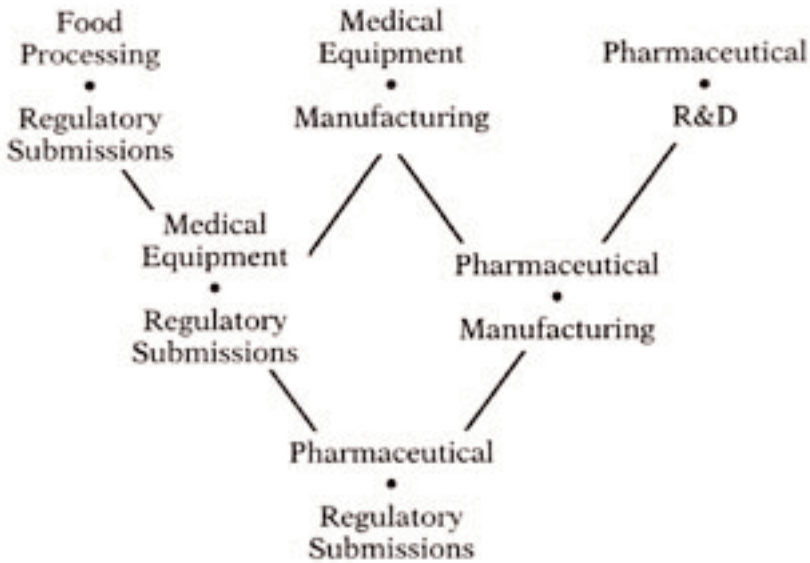 Food
Processing
•
Regulatory
Submissions
Medical
Equipment
•
Manufacturing
Pharmaceutical
•
R&D
Medical
Equipment
•
Regulatory
Submissions
Pharmaceutical
•
Manufacturing
Pharmaceutical
•
Regulatory
Submissions